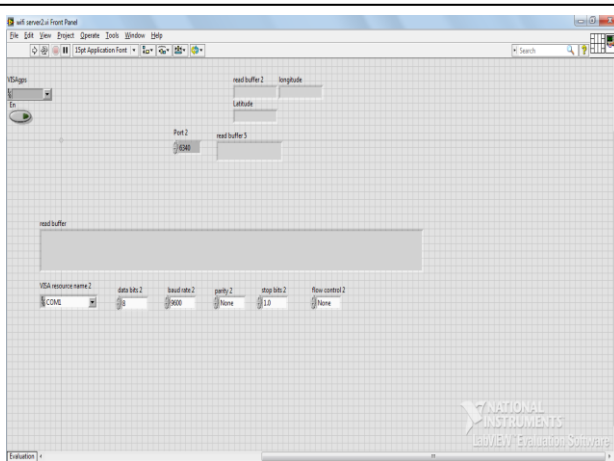 wifi server2.vi Front Panel
File Edit View Project Operate Tools Window Help
15pt Application Font
Search
VISAgps
En
read buffer 2 longitude
Latitude
Port 2
6340
read buffer 3
read buffer
VISA resource name 2 data bits 2 baud rate 2 parity 2 stop bits 2 flow control 2
COM1 8 9600 None 1.0 None
NATIONAL
INSTRUMENTS
LabVIEW Evaluation Software
Evaluation